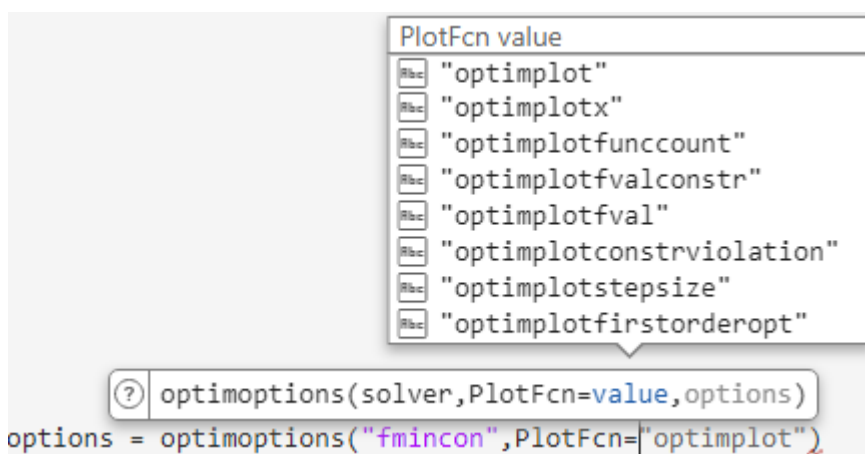 PlotFcn value
"optimplot"
"optimplotx"
"optimplotfunccount"
"optimplotfvalconstr"
"optimplotfval"
"optimplotconstrviolation"
"optimplotstepsize"
"optimplotfirstorderopt"
? optimoptions(solver,PlotFcn=value,options)
options = optimoptions("fmincon",PlotFcn="optimplot")